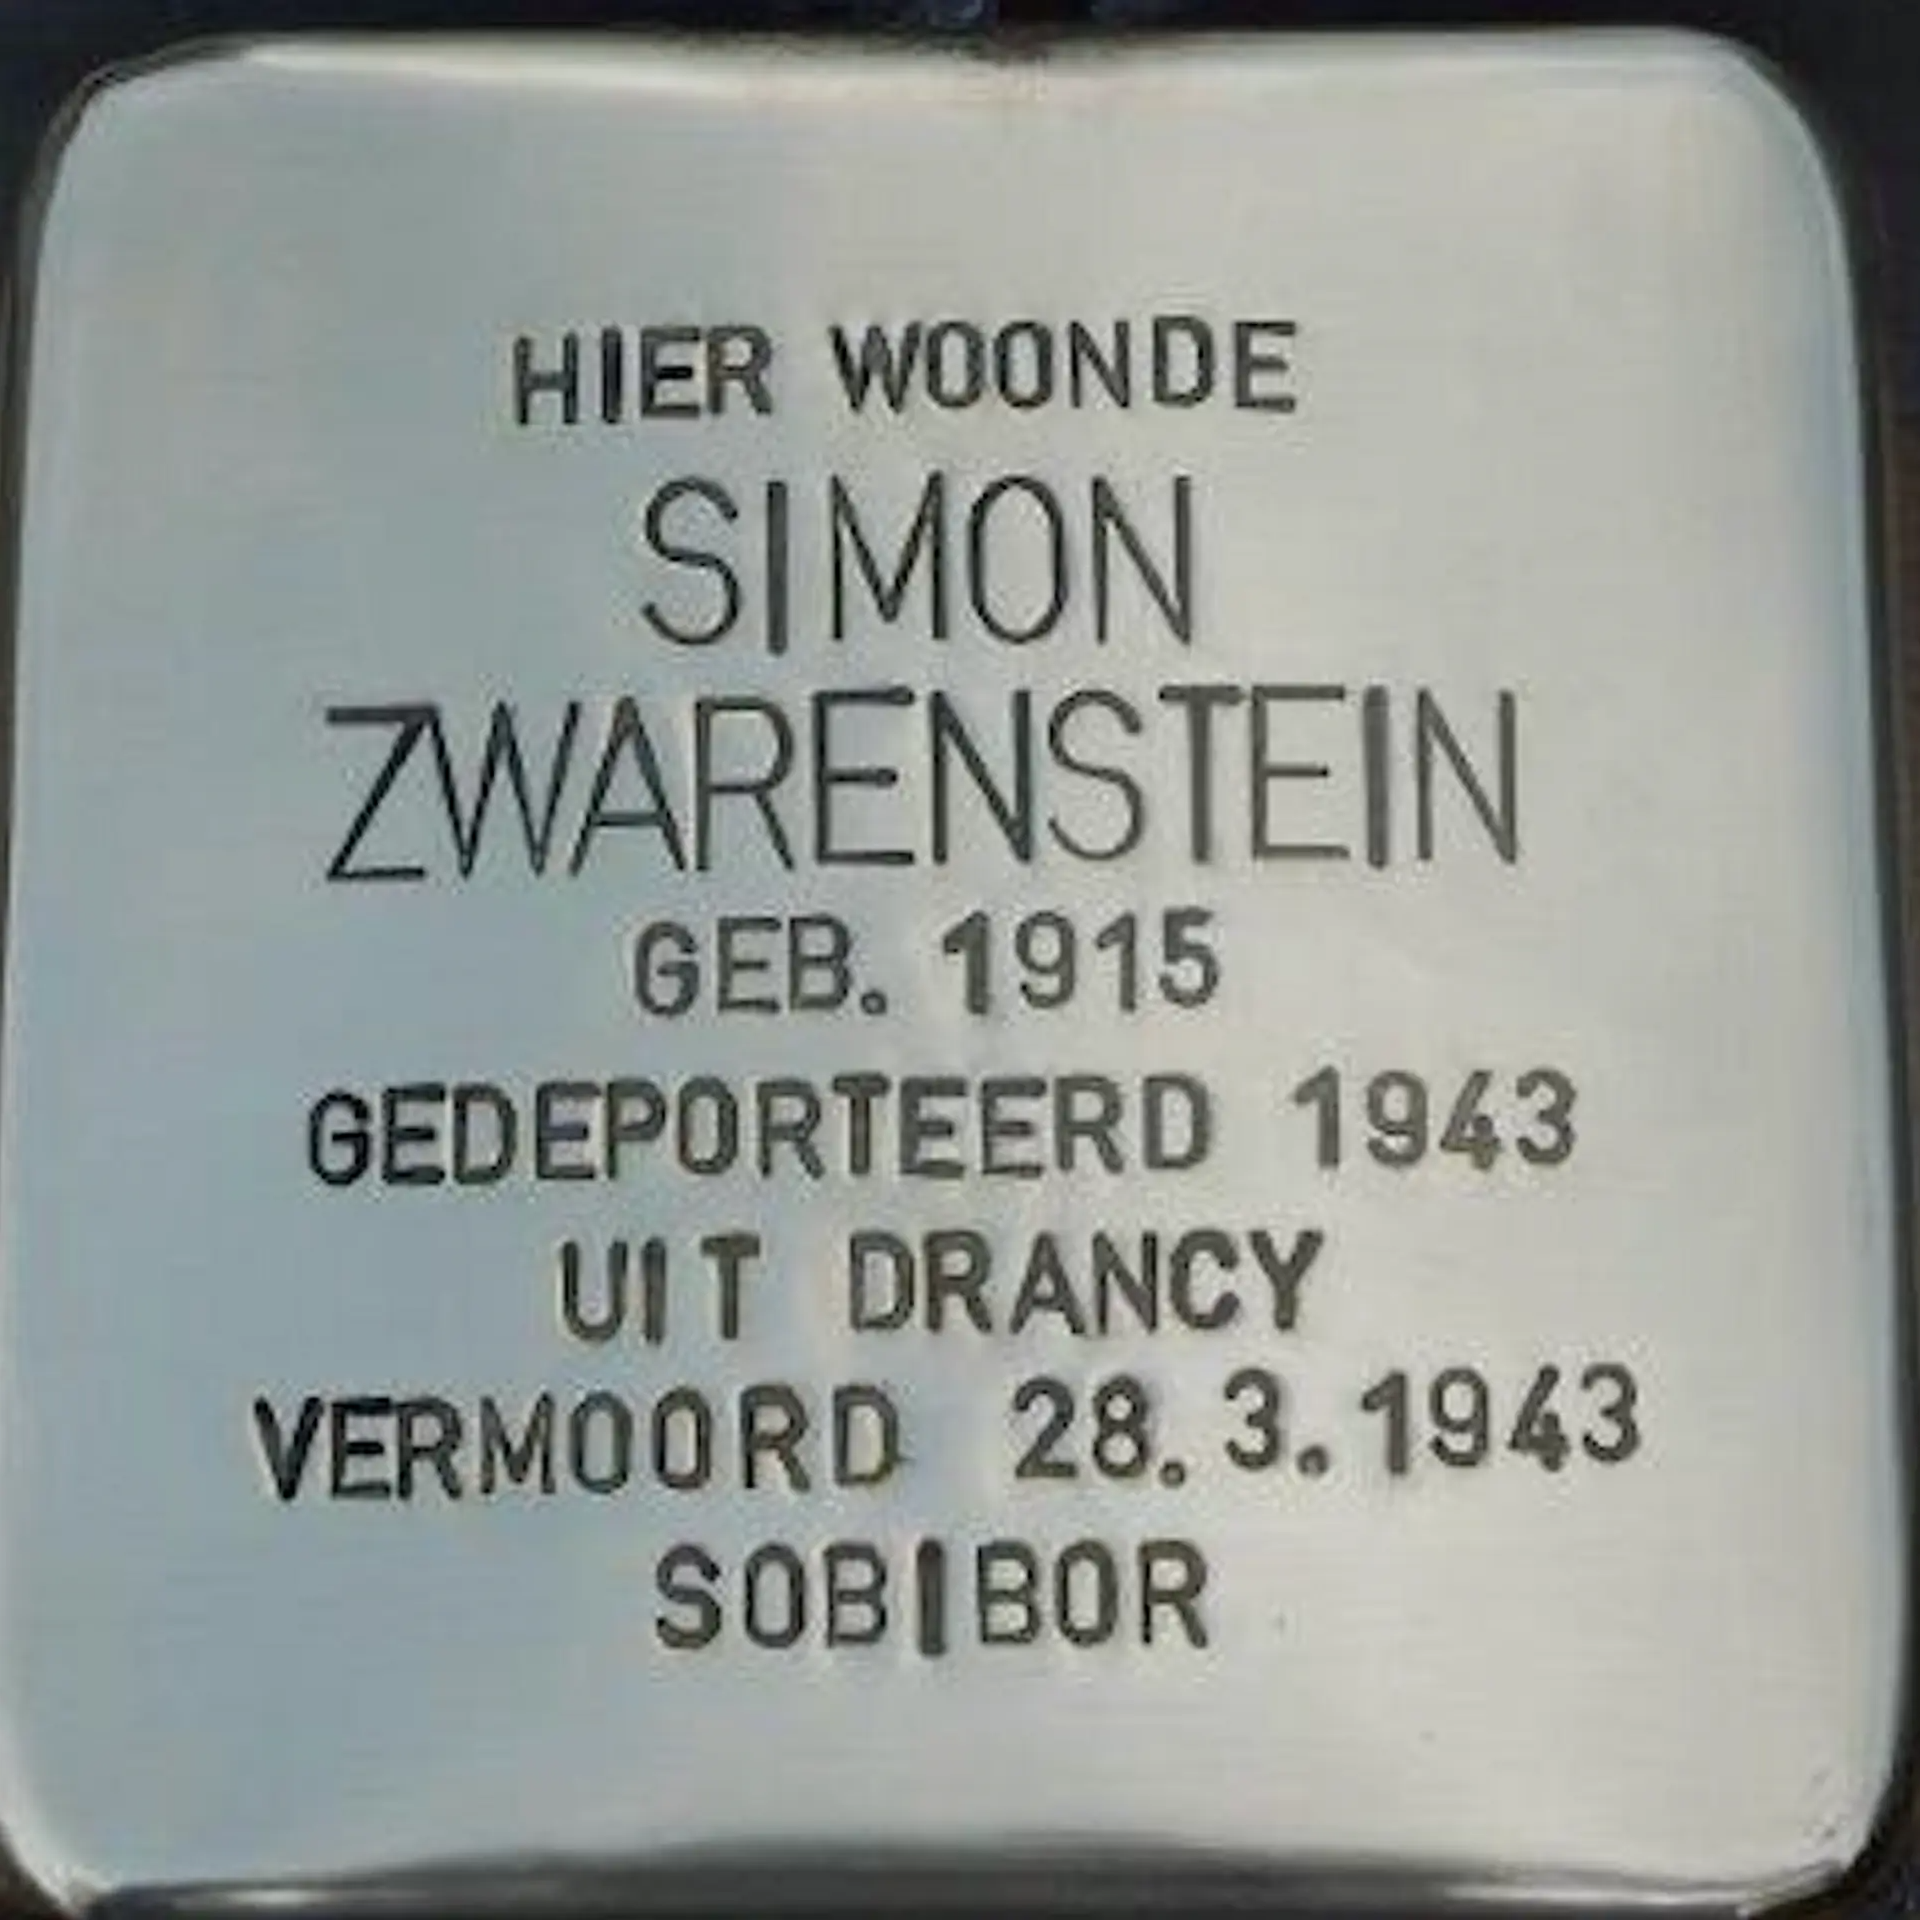 HIER WOONDE
SIMON
ZWARENSTEIN
GEB. 1915
GEDEPORTEERD 1943
UIT DRANCY
VERMOORD 28.3.1943
SOBIBOR